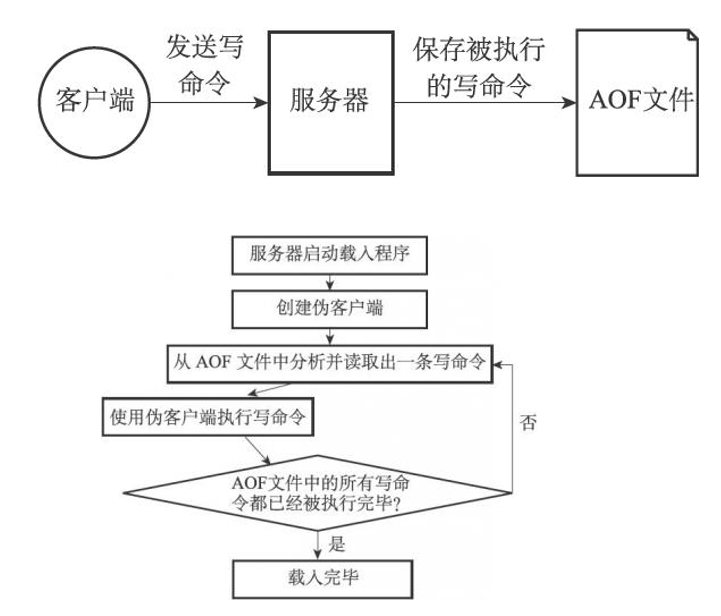 发送写
命令
保存被执行
的写命令
客户端
服务器
AOF文件
服务器启动载入程序
创建伪客户端
从 AOF 文件中分析并读取出一条写命令
使用伪客户端执行写命令
否
AOF文件中的所有写命
令都已经被执行完毕?
是
载入完毕